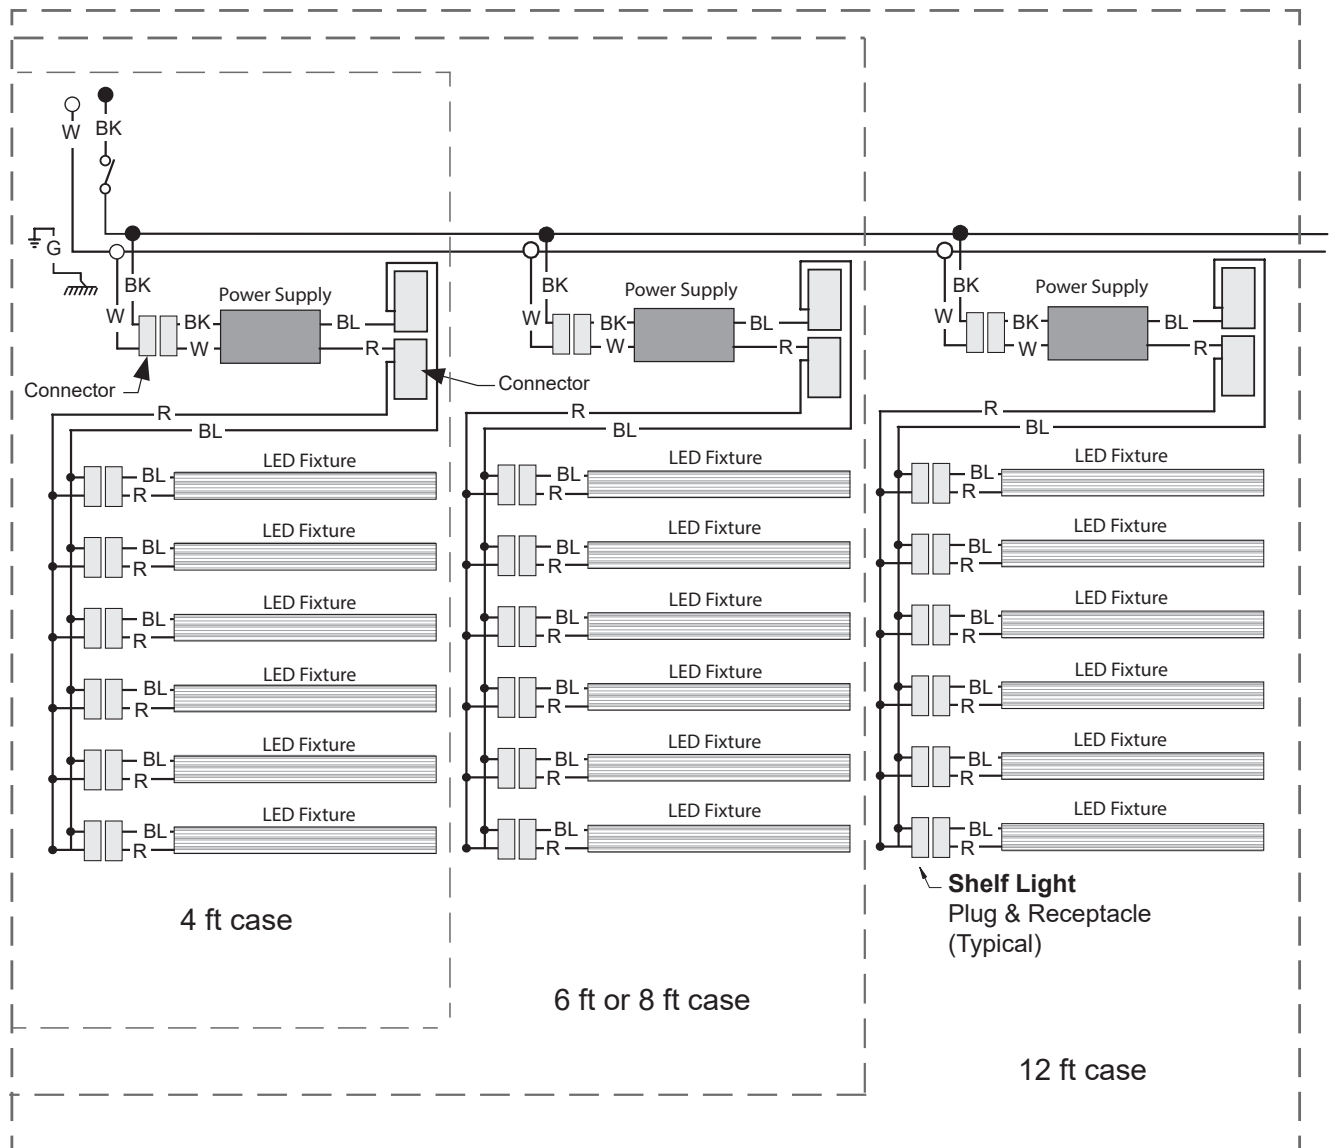 W
BK
G
BK
W
Power Supply
BK
BL
W
R
Connector
Connector
R
BL
LED Fixture
BL
R
LED Fixture
BL
R
LED Fixture
BL
R
LED Fixture
BL
R
LED Fixture
BL
R
LED Fixture
BL
R
4 ft case
BK
W
Power Supply
BK
BL
W
R
R
BL
LED Fixture
BL
R
LED Fixture
BL
R
LED Fixture
BL
R
LED Fixture
BL
R
LED Fixture
BL
R
LED Fixture
BL
R
6 ft or 8 ft case
BK
W
Power Supply
BK
BL
W
R
R
BL
LED Fixture
BL
R
LED Fixture
BL
R
LED Fixture
BL
R
LED Fixture
BL
R
LED Fixture
BL
R
LED Fixture
BL
R
Shelf Light
Plug & Receptacle
(Typical)
12 ft case